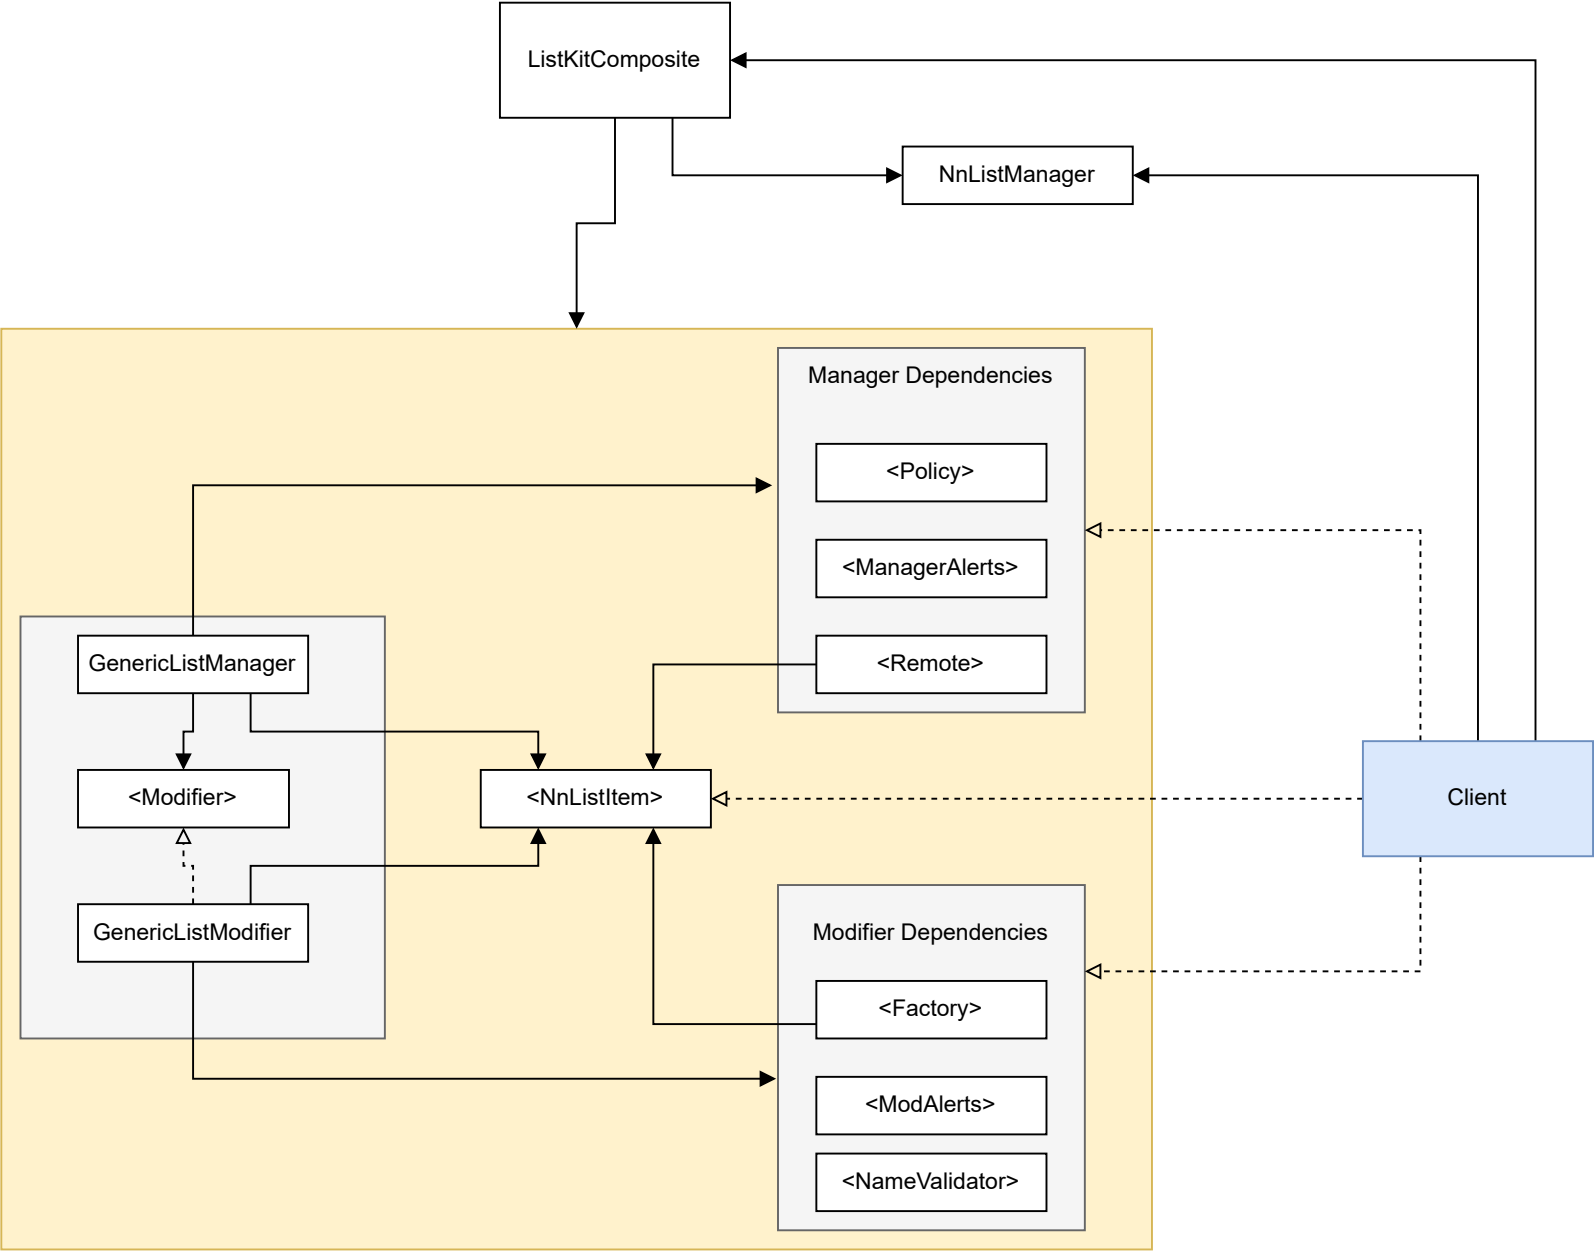 ListKitComposite
NnListManager
Manager Dependencies
<Policy>
<ManagerAlerts>
<Remote>
GenericListManager
<Modifier>
<NnListItem>
Client
GenericListModifier
Modifier Dependencies
<Factory>
<ModAlerts>
<NameValidator>